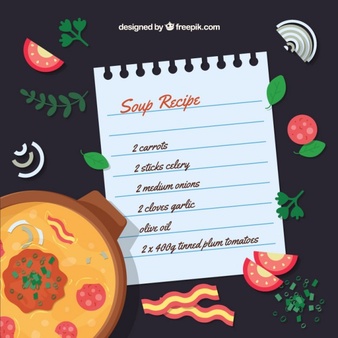 designed by freepik.com
Soup Recipe
2 carrots
2 sticks celery
2 medium onions
2 cloves garlic
olive oil
2 x 400g tinned plum tomatoes